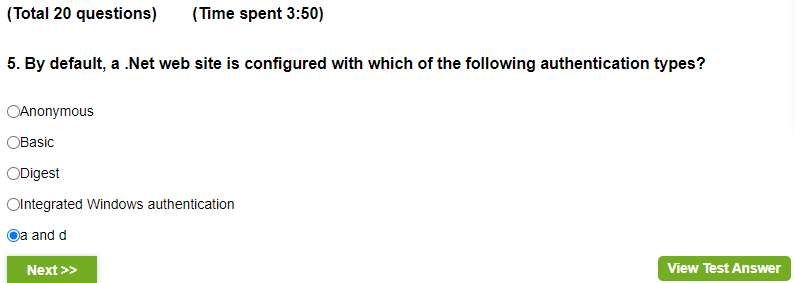 (Total 20 questions) (Time spent 3:50)
5. By default, a .Net web site is configured with which of the following authentication types?
Anonymous
Basic
Digest
Integrated Windows authentication
a and d
Next >> View Test Answer